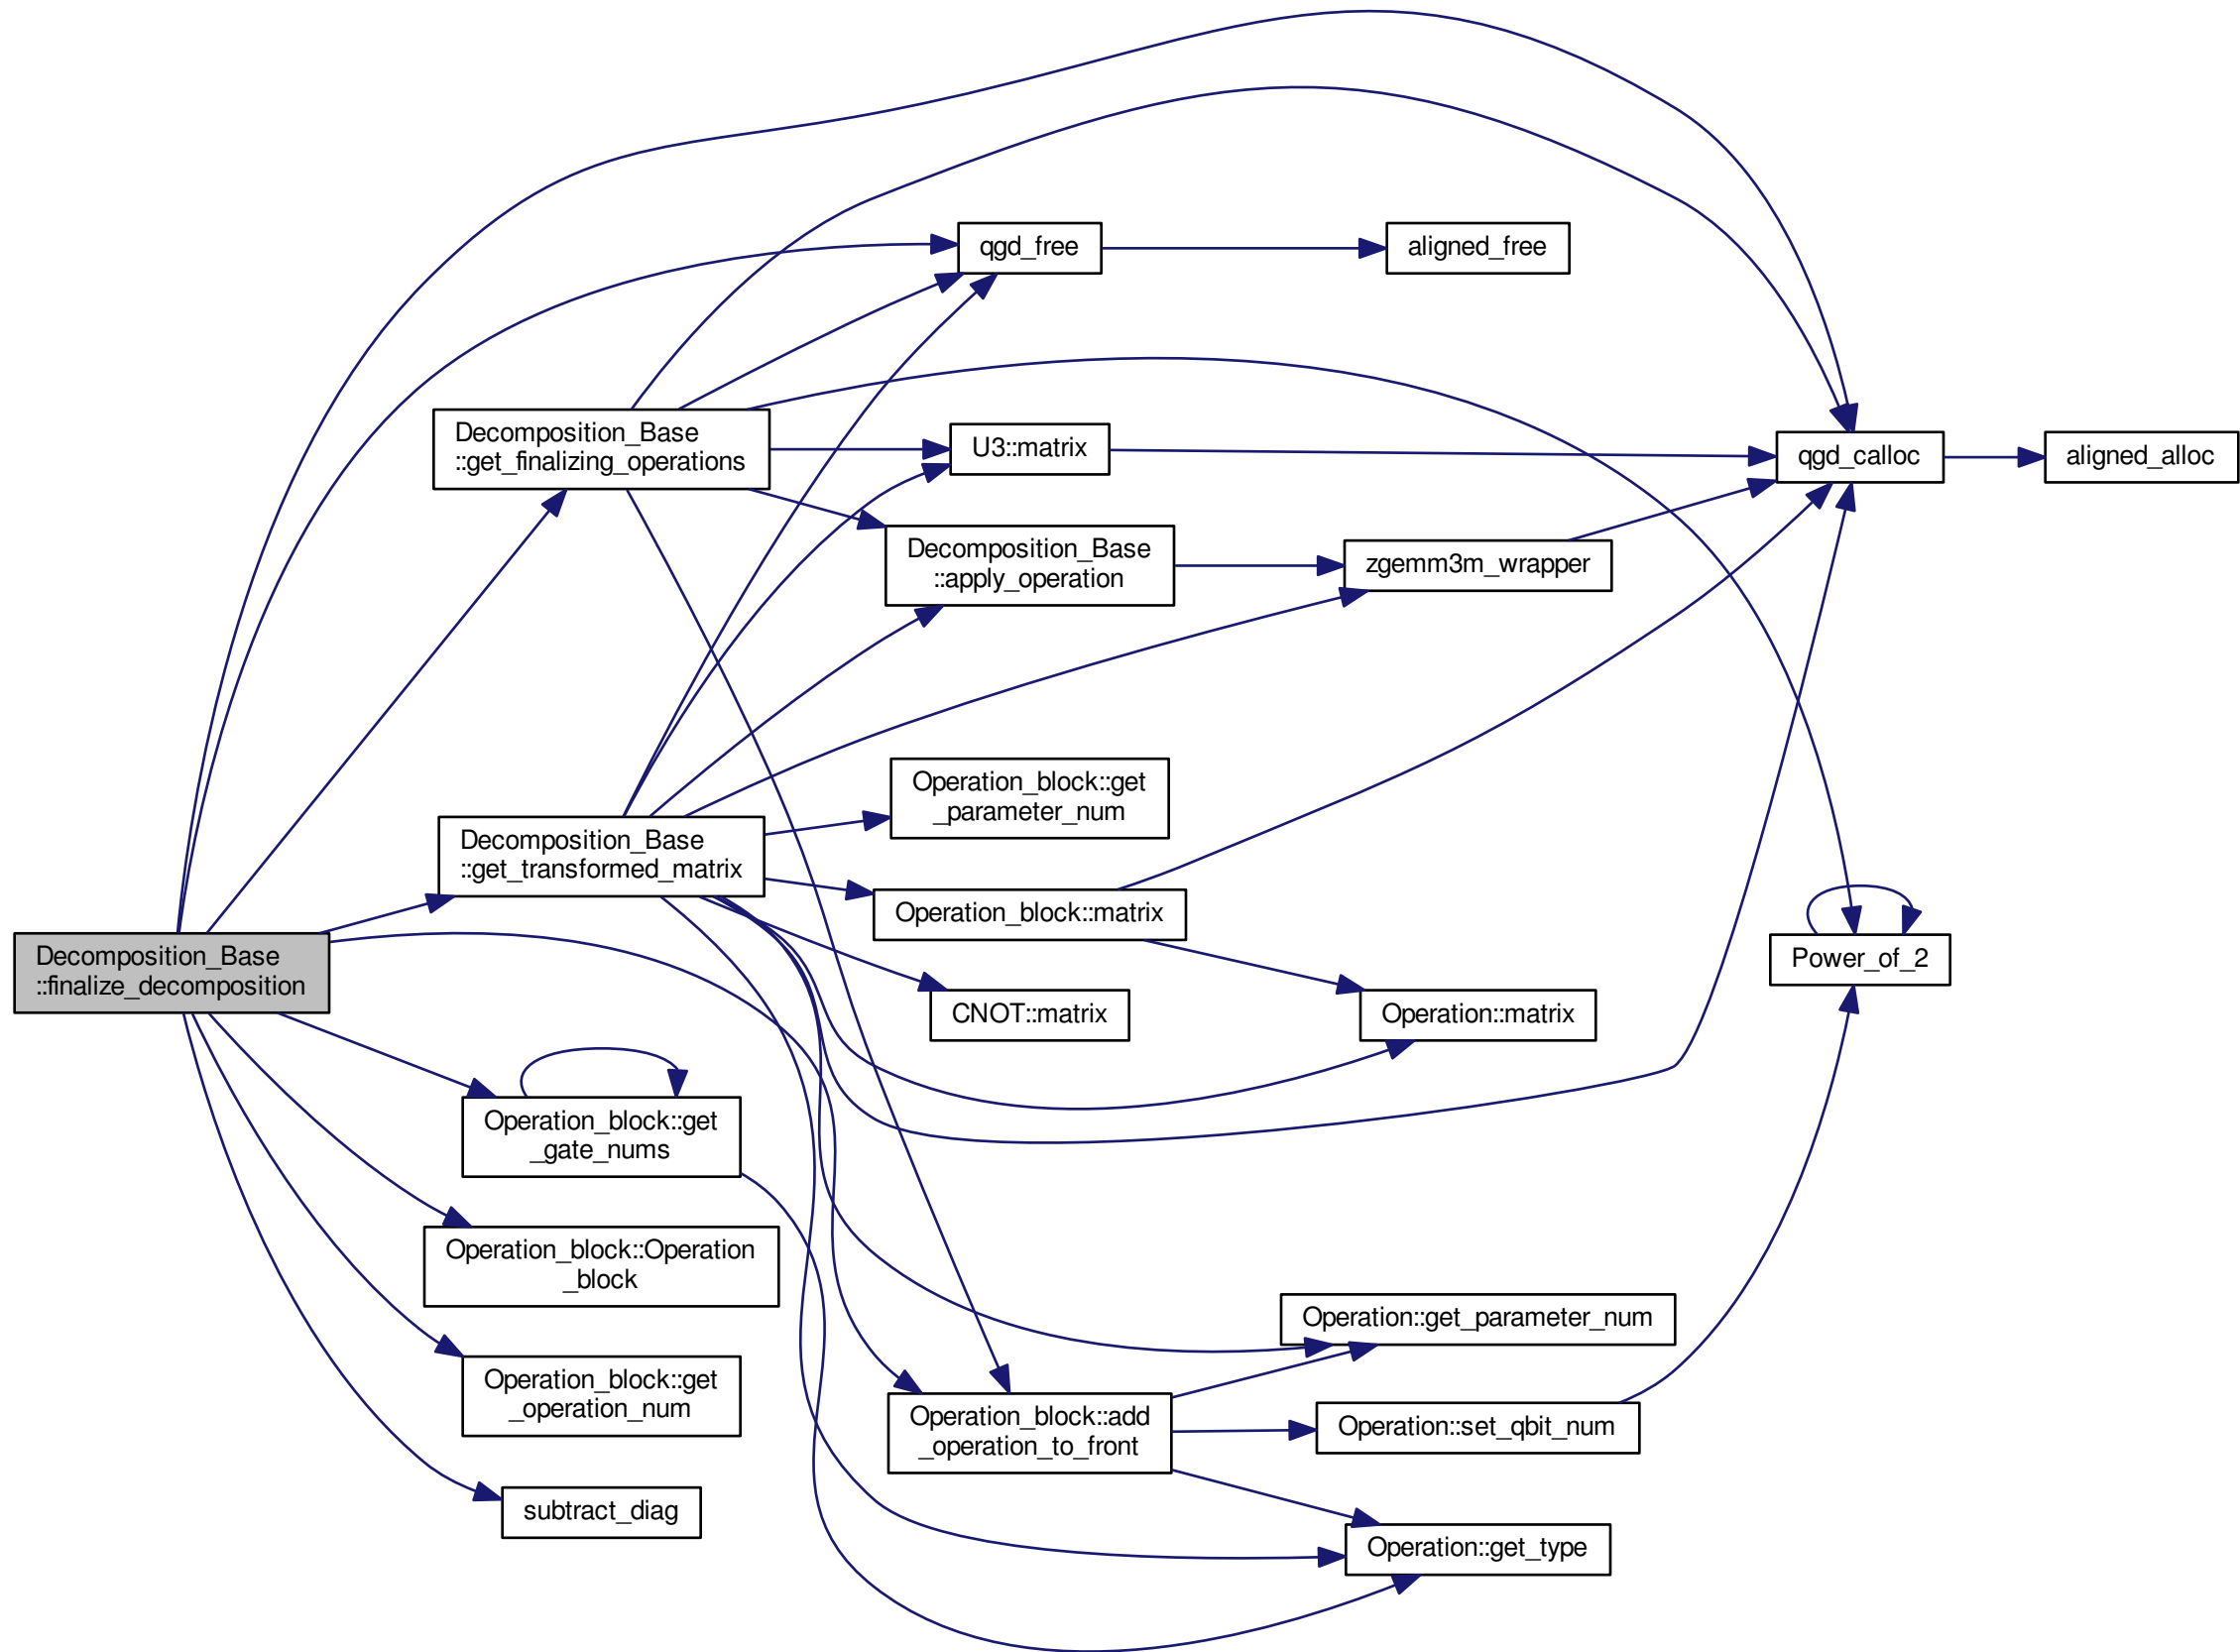 qgd_free
aligned_free
Decomposition_Base
::get_finalizing_operations
U3::matrix
qgd_calloc
aligned_alloc
Decomposition_Base
::apply_operation
zgemm3m_wrapper
Operation_block::get
_parameter_num
Decomposition_Base
::get_transformed_matrix
Operation_block::matrix
Decomposition_Base
::finalize_decomposition
Power_of_2
CNOT::matrix
Operation::matrix
Operation_block::get
_gate_nums
Operation_block::Operation
_block
Operation::get_parameter_num
Operation_block::get
_operation_num
Operation_block::add
_operation_to_front
Operation::set_qbit_num
subtract_diag
Operation::get_type